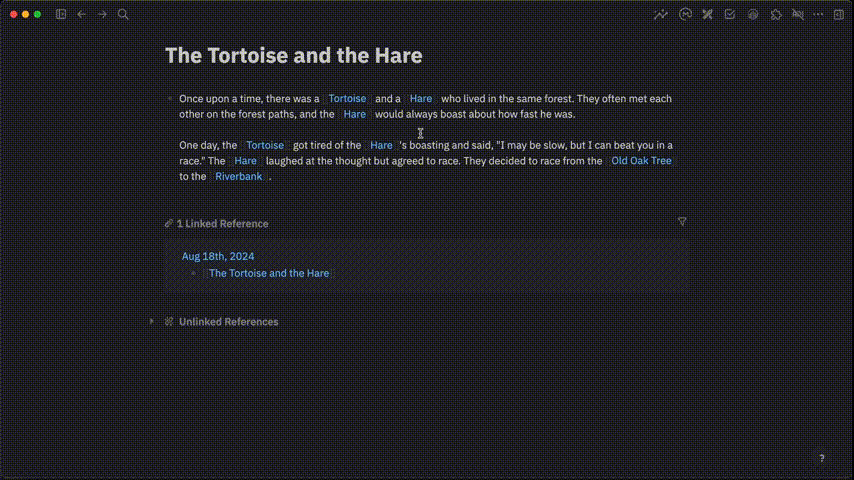 The Tortoise and the Hare
Once upon a time, there was a Tortoise and a Hare who lived in the same forest. They often met each
other on the forest paths, and the Hare would always boast about how fast he was.
One day, the Tortoise got tired of the Hare 's boasting and said, "I may be slow, but I can beat you in a
race." The Hare laughed at the thought but agreed to race. They decided to race from the Old Oak Tree
to the Riverbank .
1 Linked Reference
Aug 18th, 2024
The Tortoise and the Hare
Unlinked References
?